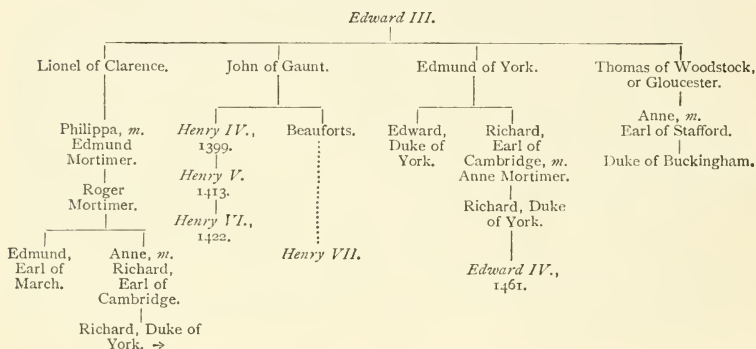 Edward III.
Lionel of Clarence.
John of Gaunt.
Edmund of York.
Thomas of Woodstock,
or Gloucester.
Philippa, m.
Edmund
Mortimer.
Roger
Mortimer.
Edmund,
Earl of
March.
Anne, m.
Richard,
Earl of
Cambridge.
Richard, Duke of
York. →
Henry IV.,
1399.
Henry V.
1413.
Henry VI.,
1422.
Beauforts.
Henry VII.
Edward,
Duke of
York.
Richard,
Earl of
Cambridge, m.
Anne Mortimer.
Richard, Duke
of York.
Edward IV.,
1461.
Anne, m.
Earl of Stafford.
Duke of Buckingham.